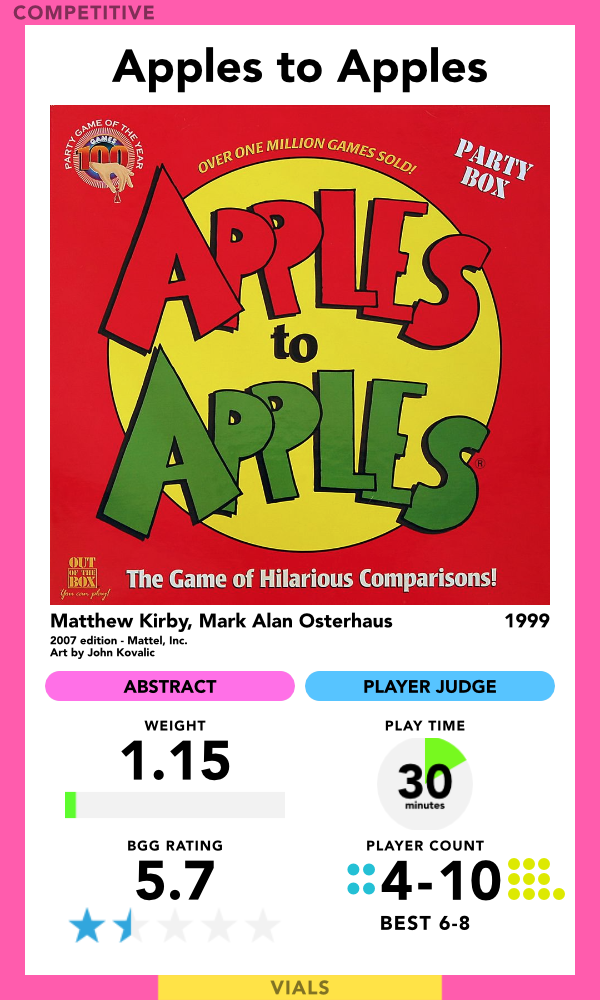 COMPETITIVE
Apples to Apples
PARTY GAME OF THE YEAR
GAMES
100
OVER ONE MILLION GAMES SOLD!
PARTY
BOX
APPLES
to
APPLES®
OUT
OF THE
BOX
You can play!
The Game of Hilarious Comparisons!
Matthew Kirby, Mark Alan Osterhaus 1999
2007 edition - Mattel, Inc.
Art by John Kovalic
ABSTRACT PLAYER JUDGE
WEIGHT PLAY TIME
1.15 30
minutes
BGG RATING PLAYER COUNT
5.7 4-10
BEST 6-8
VIALS